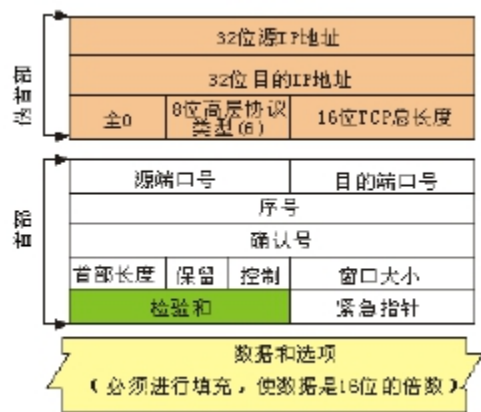 伪首部
32位源IP地址
32位目的IP地址
全0
8位高层协议
类型(6)
16位TCP总长度
首部
源端口号
目的端口号
序号
确认号
首部长度
保留
控制
窗口大小
检验和
紧急指针
数据和选项
(必须进行填充，使数据是16位的倍数)